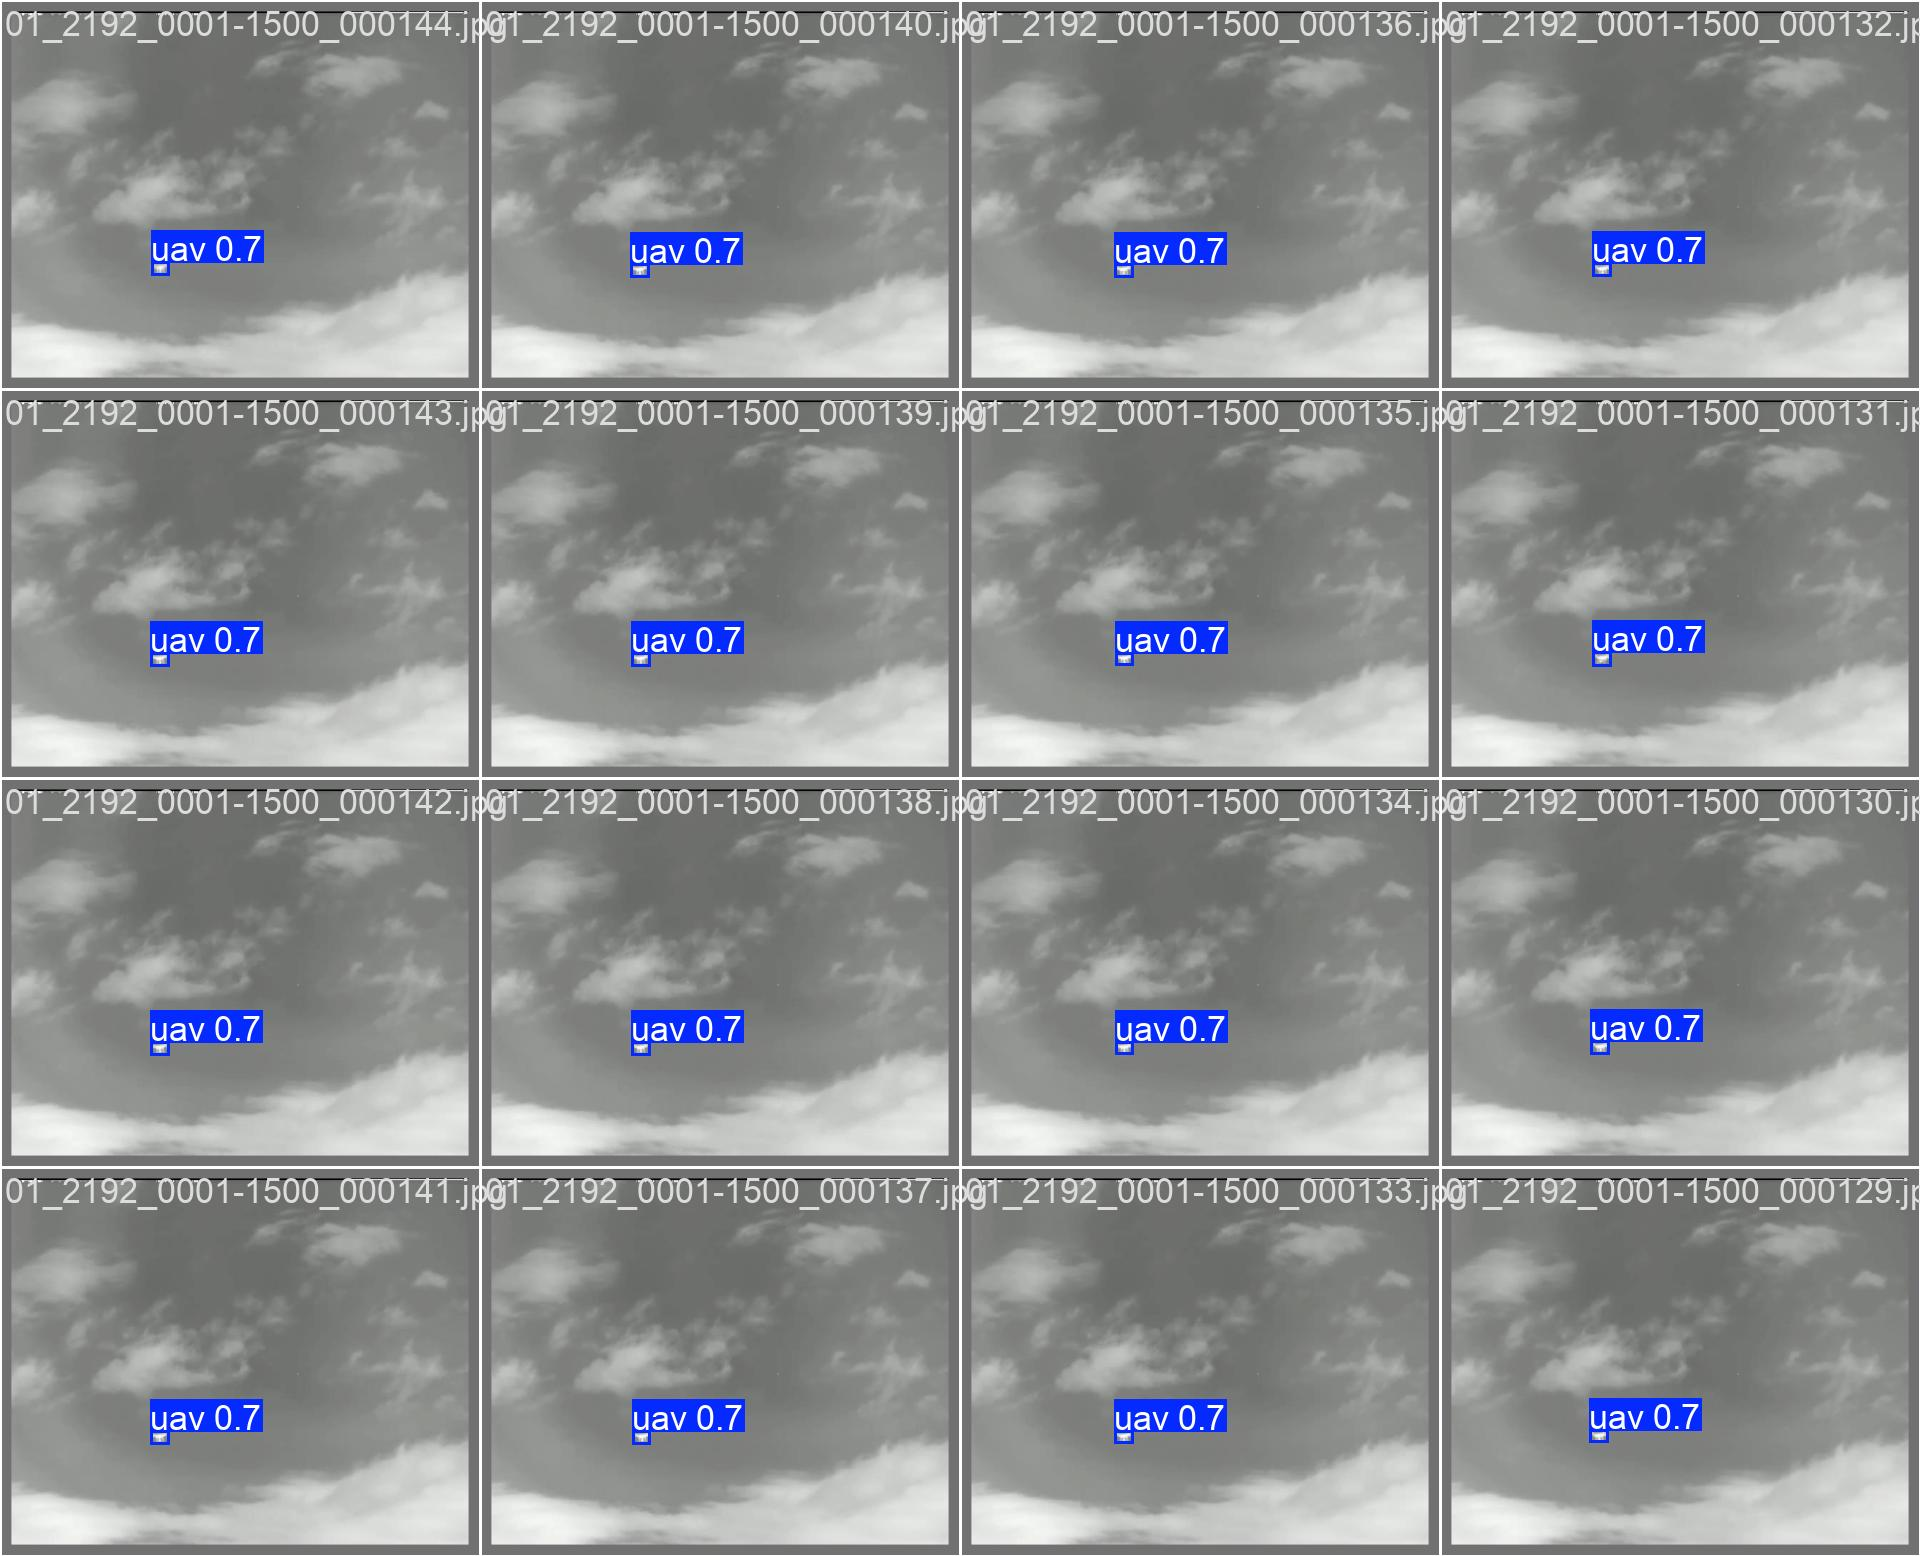 01_2192_0001-1500_000144.jpg
01_2192_0001-1500_000140.jpg
01_2192_0001-1500_000136.jpg
01_2192_0001-1500_000132.jp
uav 0.7
uav 0.7
uav 0.7
uav 0.7
01_2192_0001-1500_000143.jpg
01_2192_0001-1500_000139.jpg
01_2192_0001-1500_000135.jpg
01_2192_0001-1500_000131.jp
uav 0.7
uav 0.7
uav 0.7
uav 0.7
01_2192_0001-1500_000142.jpg
01_2192_0001-1500_000138.jpg
01_2192_0001-1500_000134.jpg
01_2192_0001-1500_000130.jp
uav 0.7
uav 0.7
uav 0.7
uav 0.7
01_2192_0001-1500_000141.jpg
01_2192_0001-1500_000137.jpg
01_2192_0001-1500_000133.jpg
01_2192_0001-1500_000129.jp
uav 0.7
uav 0.7
uav 0.7
uav 0.7